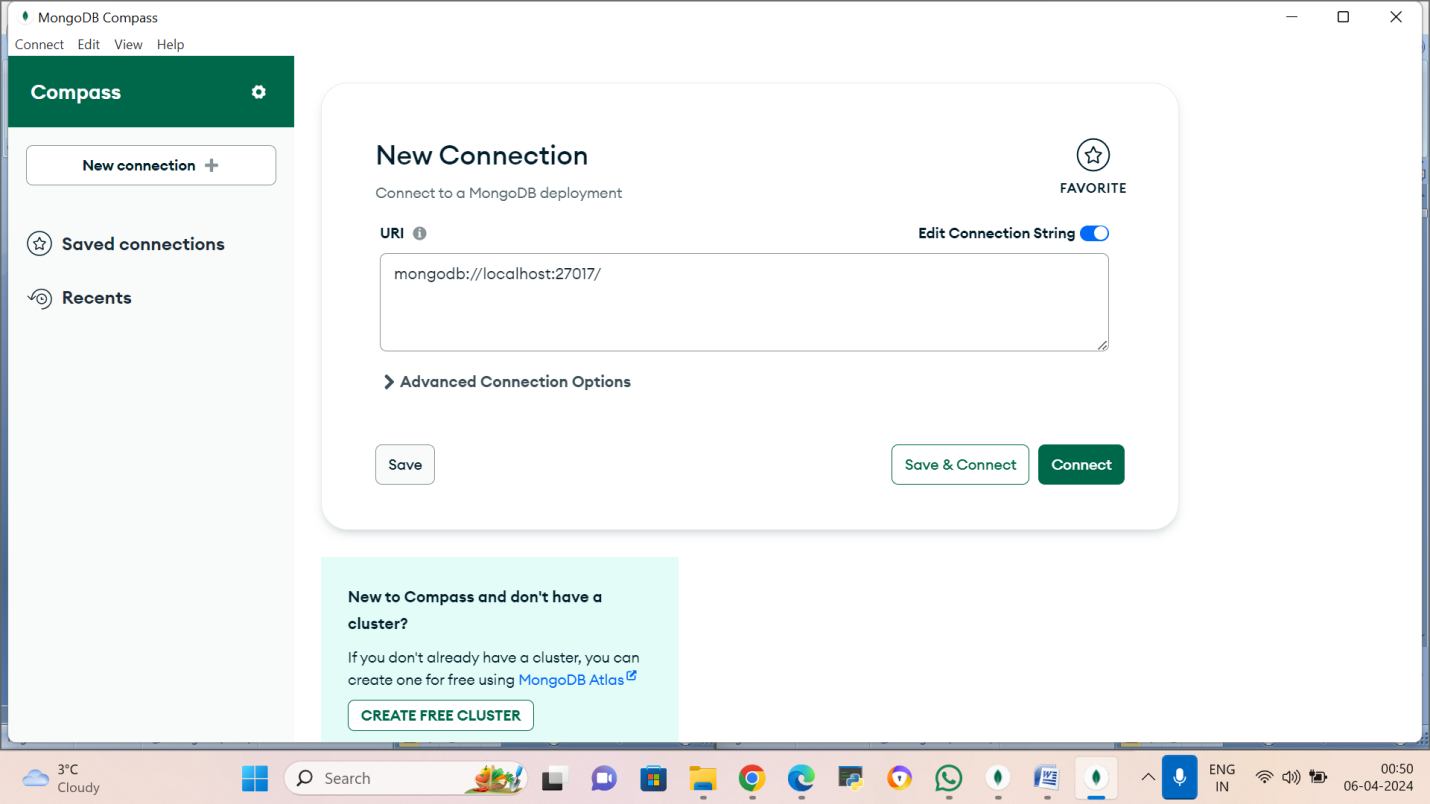 MongoDB Compass
Connect Edit View Help
Compass
New connection
Saved connections
Recents
New Connection
Connect to a MongoDB deployment
FAVORITE
URI
Edit Connection String
mongodb://localhost:27017/
Advanced Connection Options
Save
Save & Connect
Connect
New to Compass and don't have a
cluster?
If you don't already have a cluster, you can
create one for free using MongoDB Atlas
CREATE FREE CLUSTER
3°C
Cloudy
Search
ENG
IN
00:50
06-04-2024